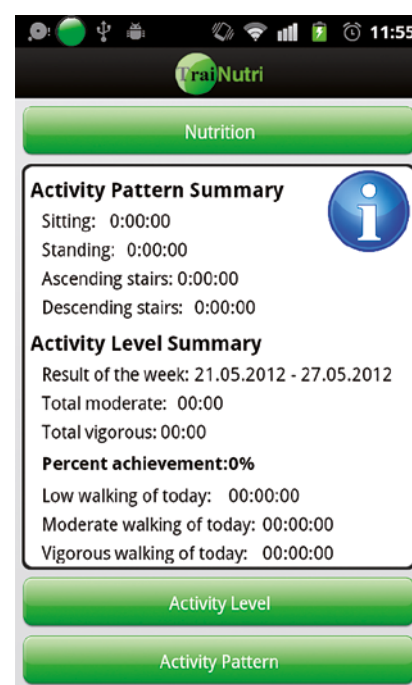 11:55
TraiNutri
Nutrition
Activity Pattern Summary
Sitting: 0:00:00
Standing: 0:00:00
Ascending stairs: 0:00:00
Descending stairs: 0:00:00
Activity Level Summary
Result of the week: 21.05.2012 - 27.05.2012
Total moderate: 00:00
Total vigorous: 00:00
Percent achievement:0%
Low walking of today: 00:00:00
Moderate walking of today: 00:00:00
Vigorous walking of today: 00:00:00
Activity Level
Activity Pattern